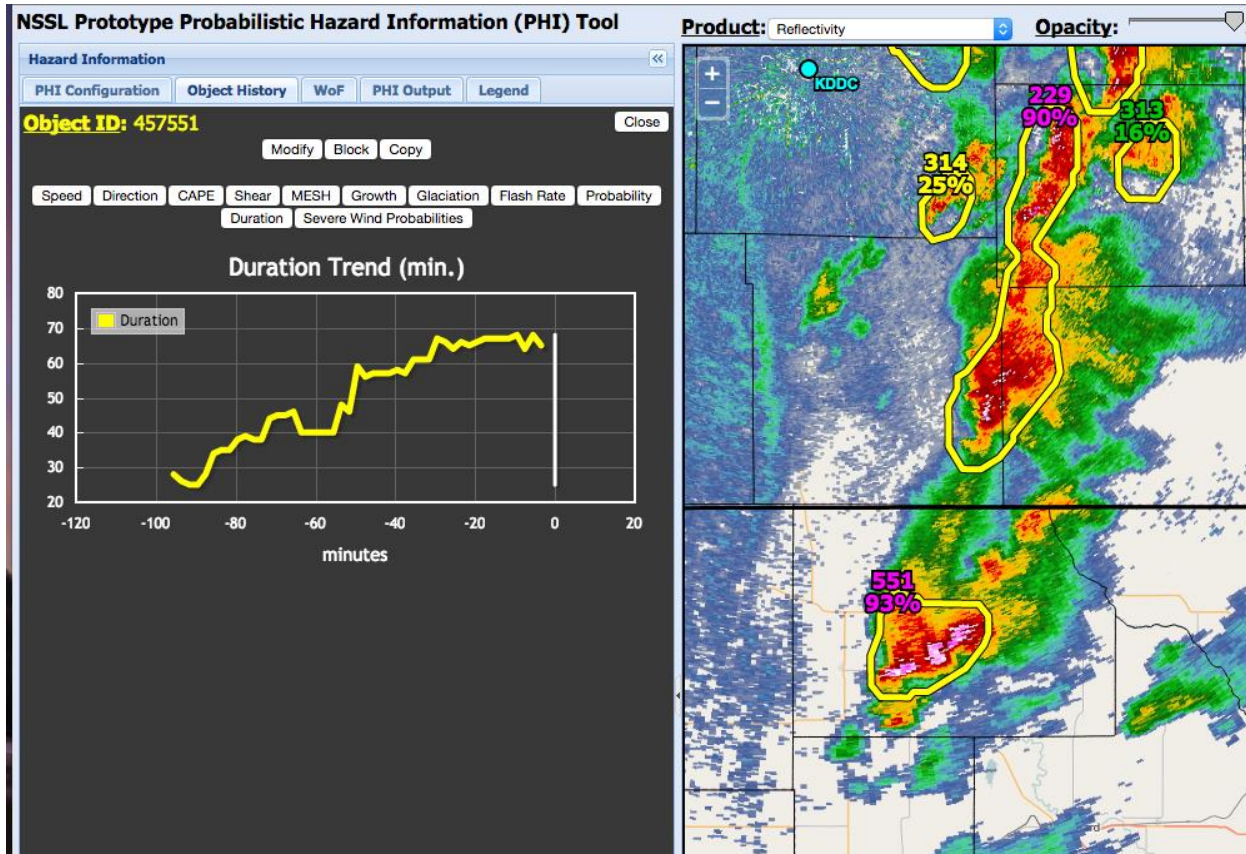 NSSL Prototype Probabilistic Hazard Information (PHI) Tool
Hazard Information
<<
PHI Configuration Object History WoF PHI Output Legend
Object ID: 457551 Close
Modify Block Copy
Speed Direction CAPE Shear MESH Growth Glaciation Flash Rate Probability
Duration Severe Wind Probabilities
Duration Trend (min.)
80
70
60
50
40
30
20
Duration
-120 -100 -80 -60 -40 -20 0 20
minutes
Product: Reflectivity Opacity:
+
−
KDDC
229
90%
313
16%
314
25%
551
93%